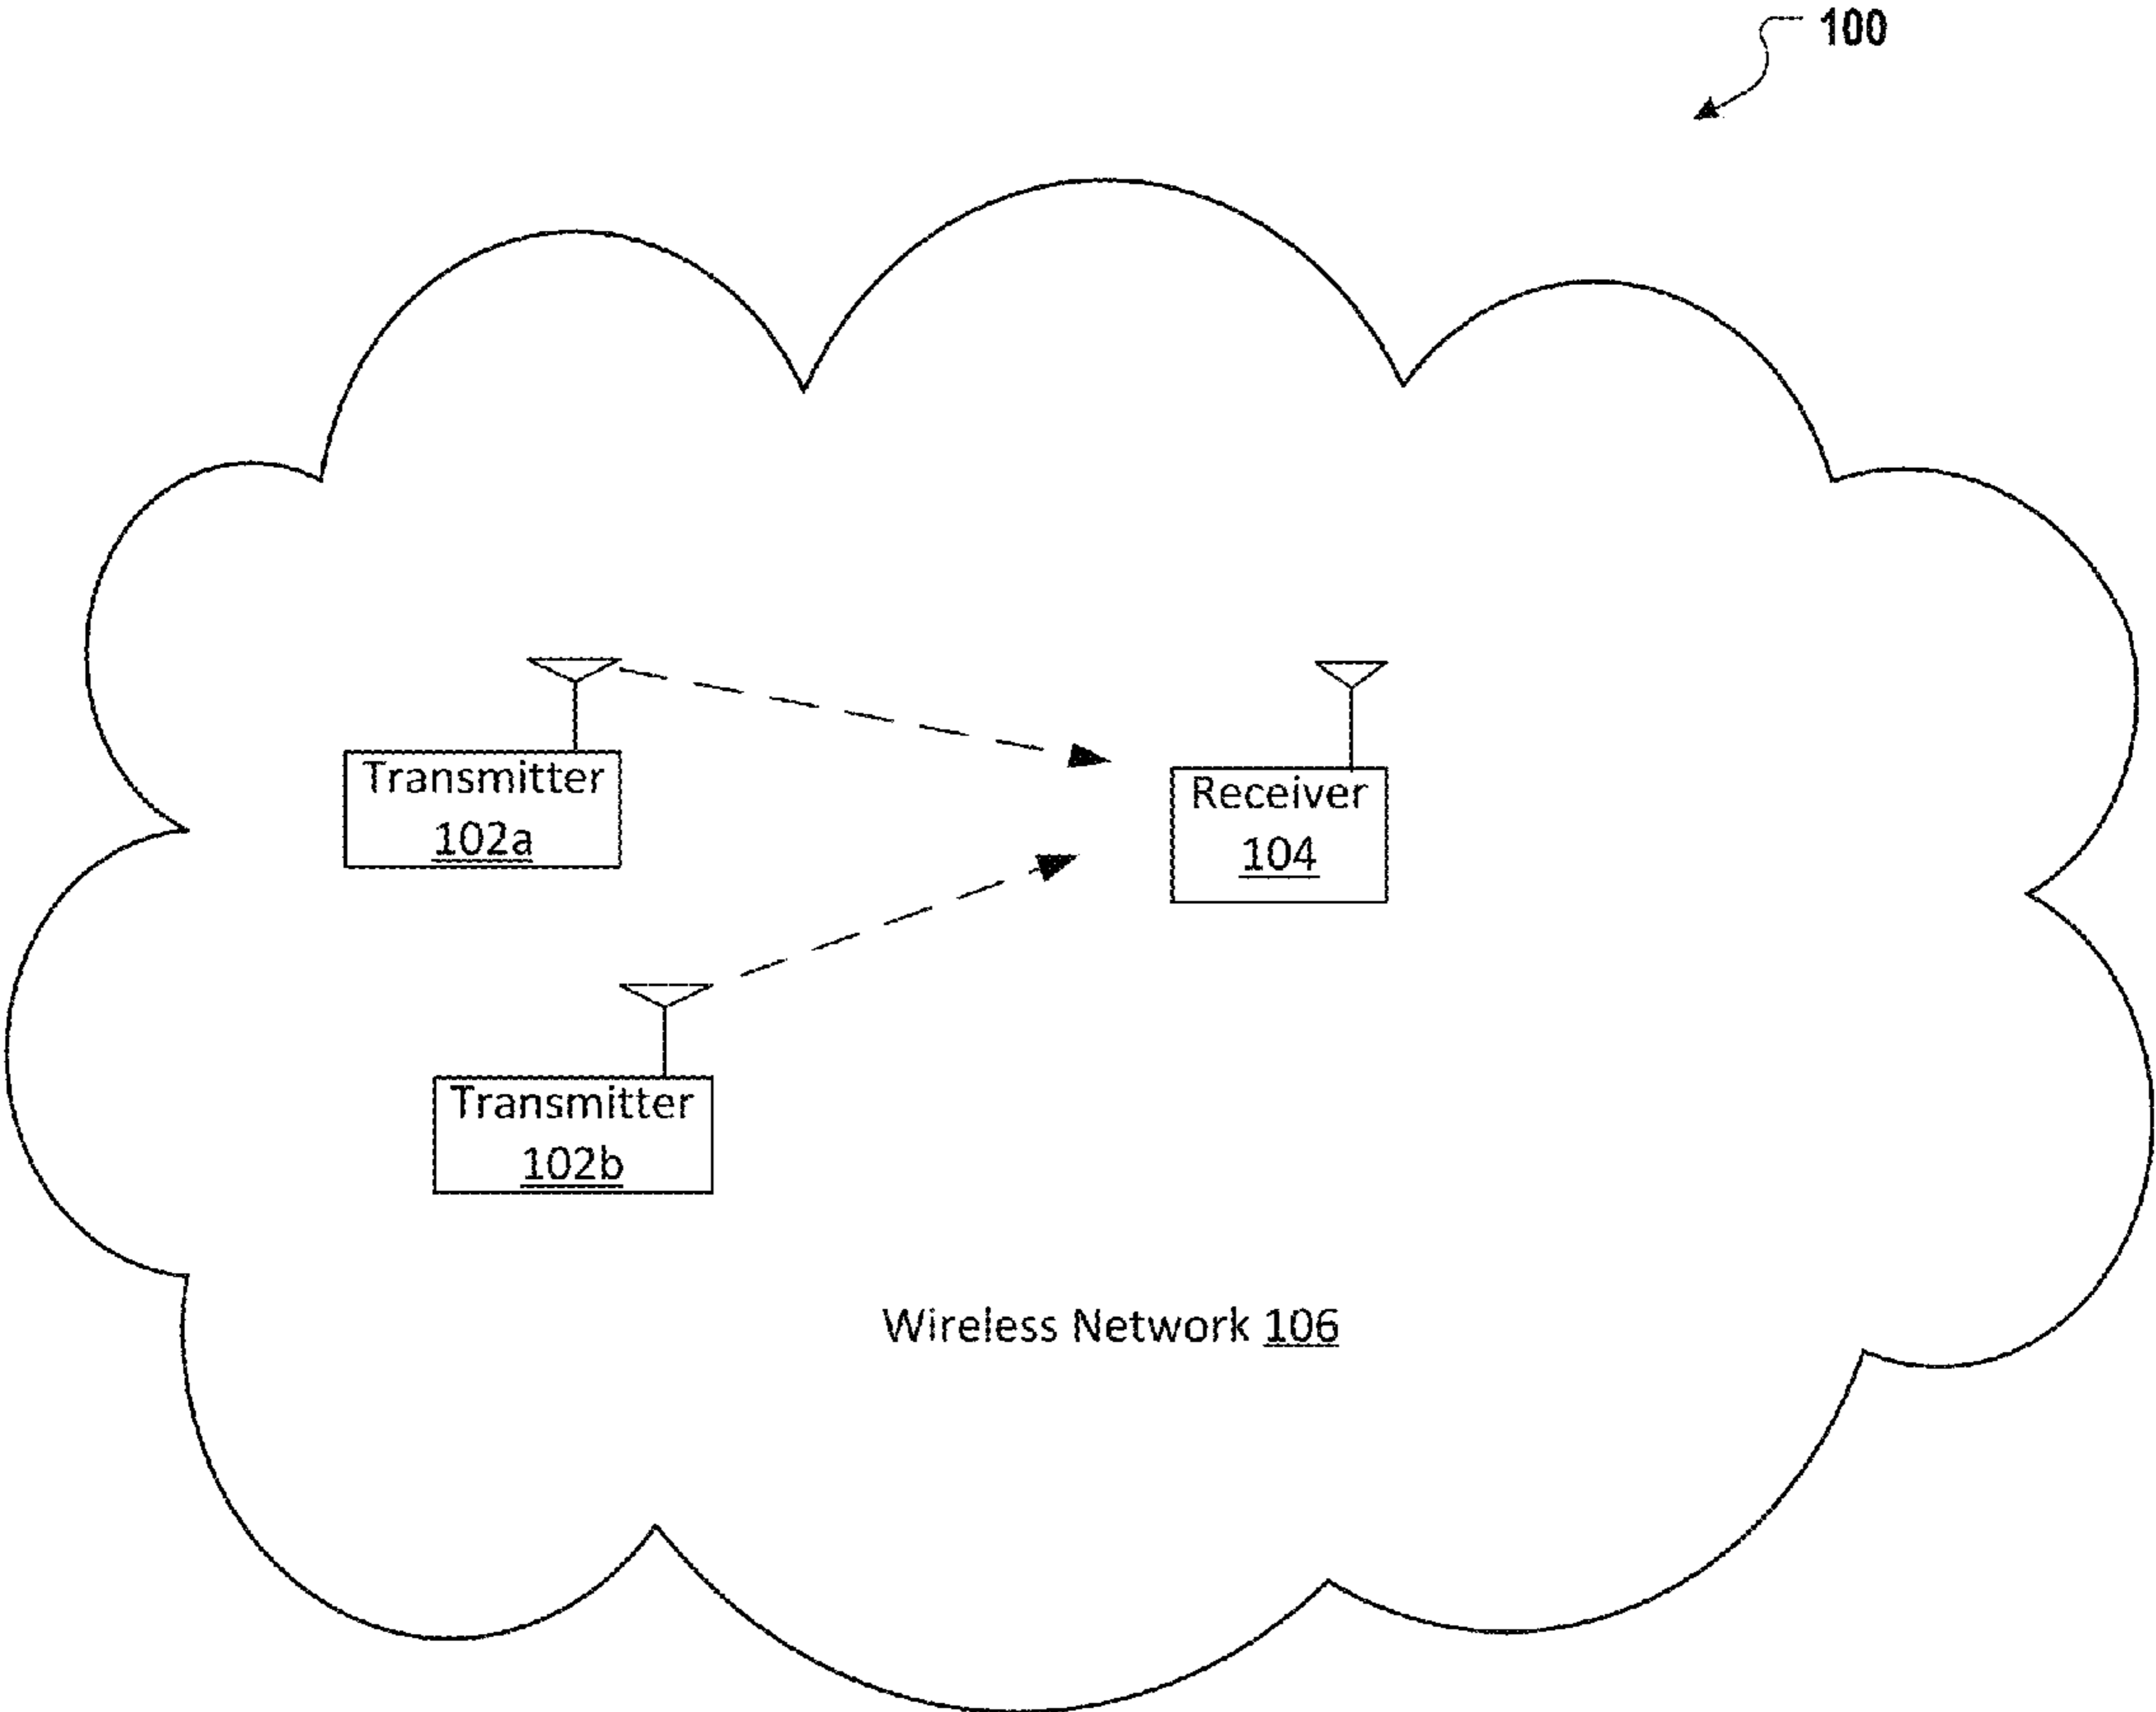 100
Transmitter
102a
Receiver
104
Transmitter
102b
Wireless Network 106